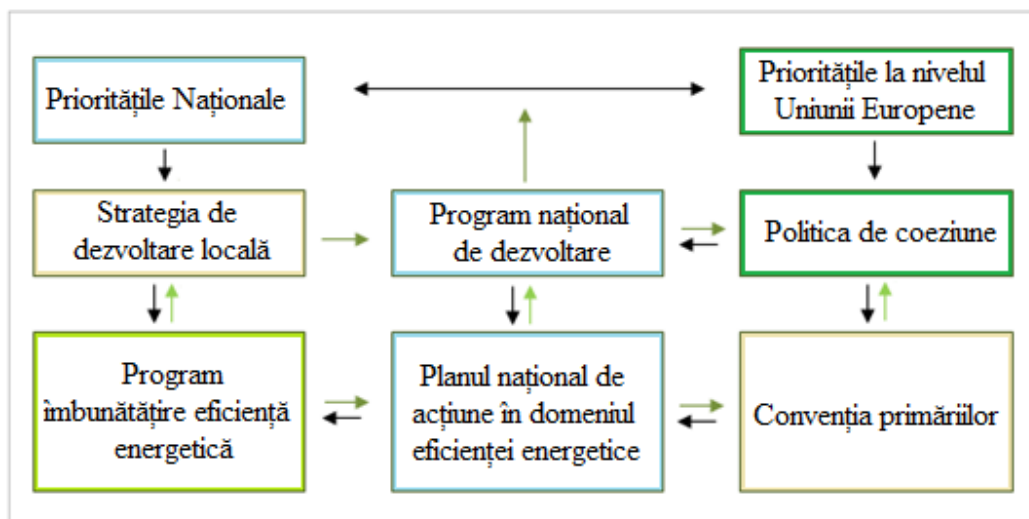 Prioritățile Naționale
Prioritățile la nivelul
Uniunii Europene
Strategia de
dezvoltare locală
Program național
de dezvoltare
Politica de coeziune
Program
îmbunătățire eficiență
energetică
Planul național de
acțiune în domeniul
eficienței energetice
Convenția primăriilor